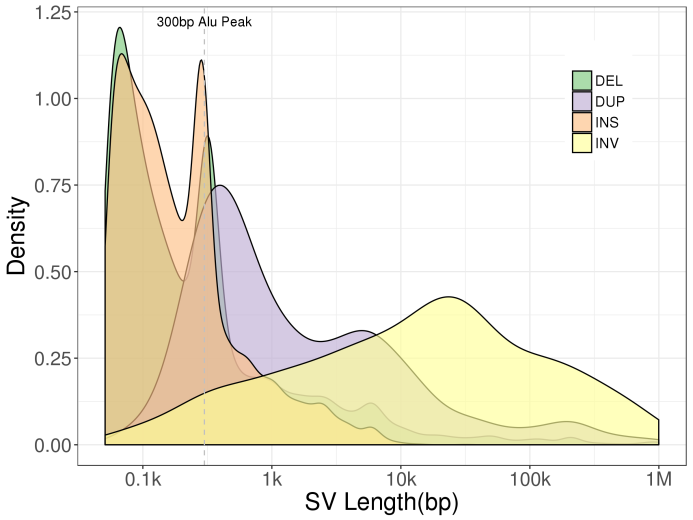 300bp Alu Peak
1.25
1.00
0.75
0.50
0.25
0.00
Density
DEL
DUP
INS
INV
0.1k 1k 10k 100k 1M
SV Length(bp)